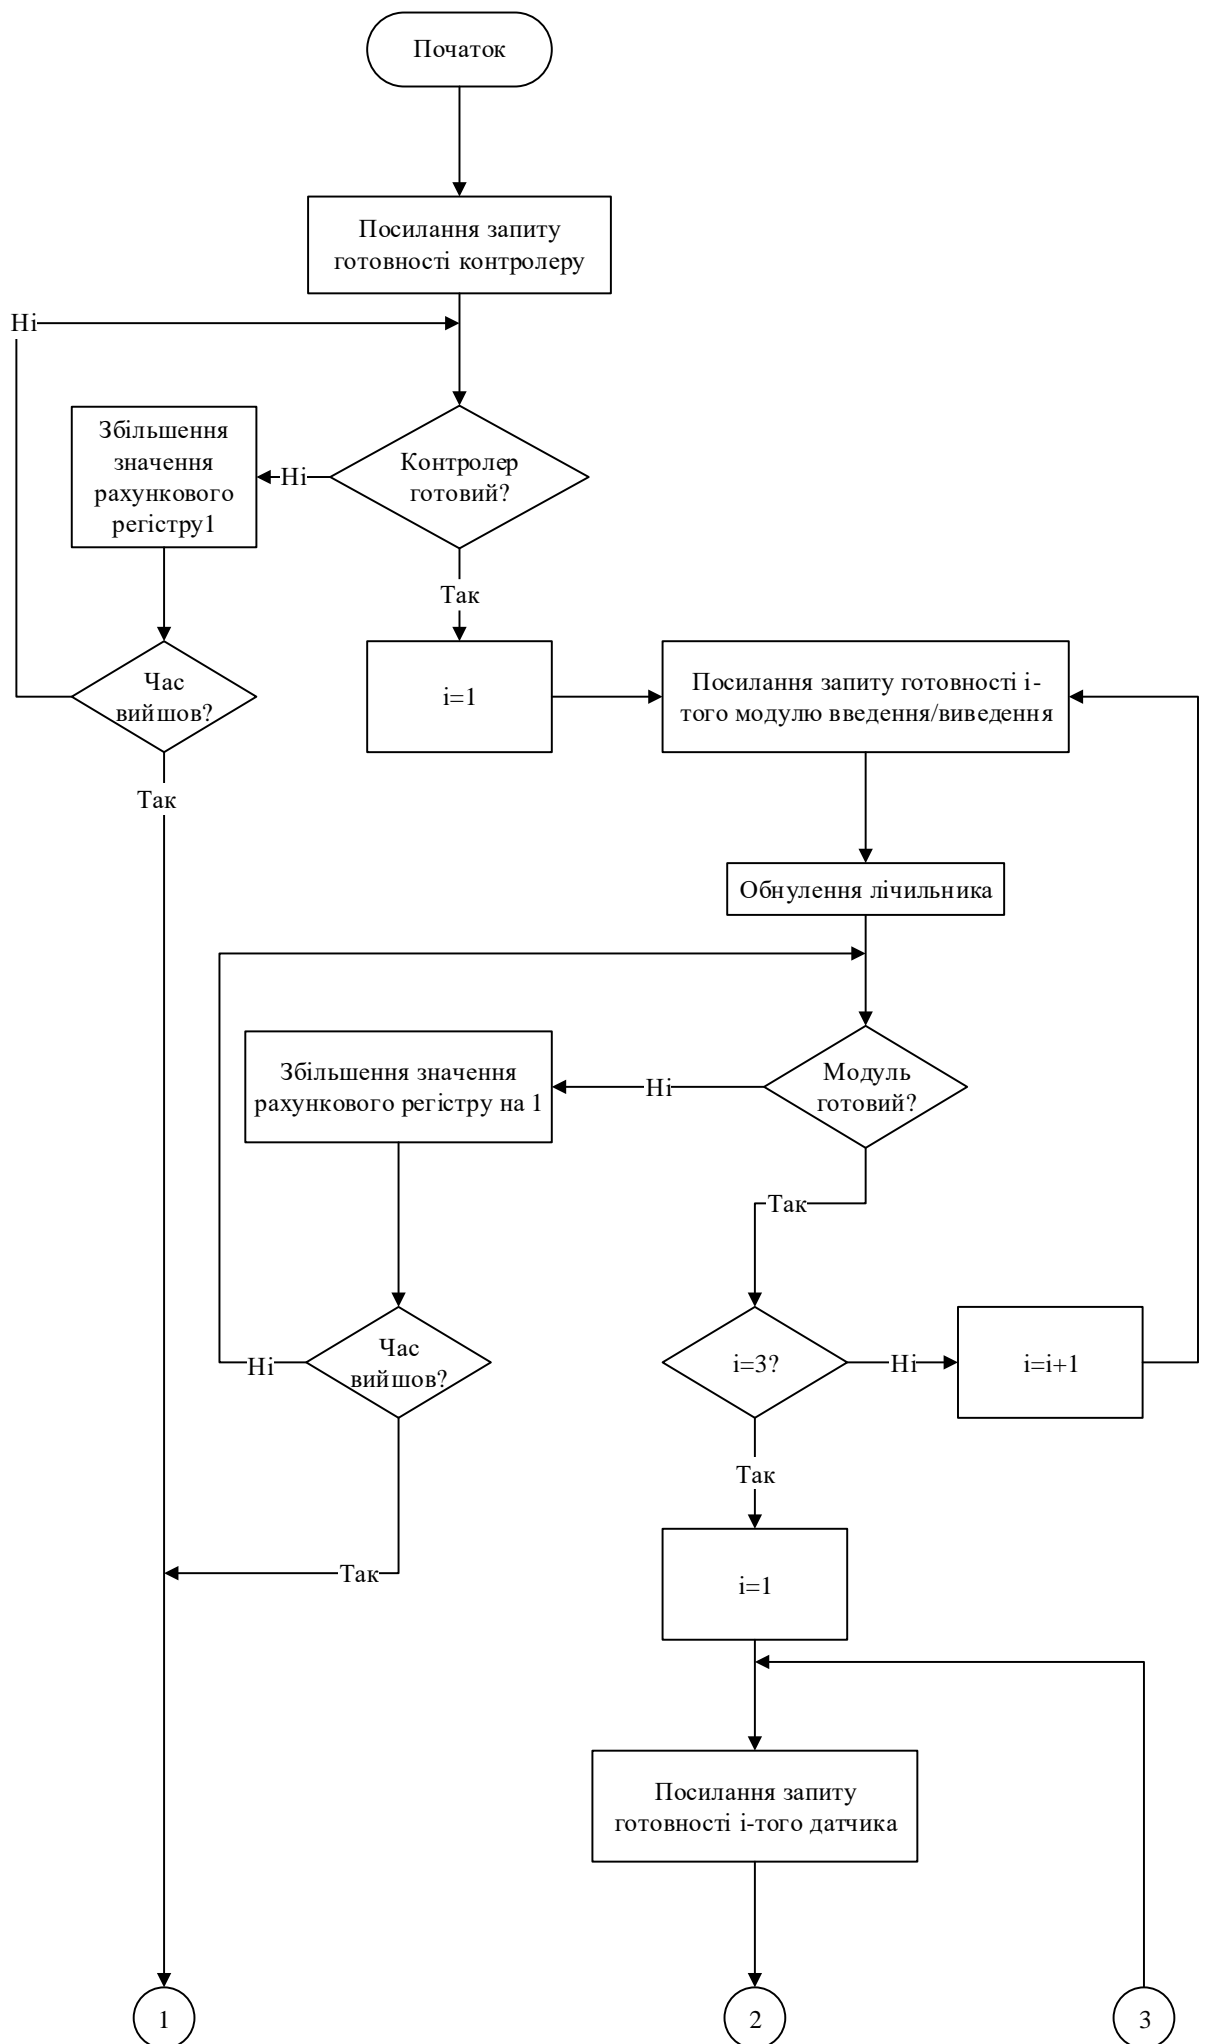 Початок
Посилання запиту
готовності контролеру
Ні
Збільшення
значення
рахункового
регістру1
Ні
Контролер
готовий?
Так
Час
вийшов?
i=1
Посилання запиту готовності i-
того модулю введення/виведення
Так
Обнулення лічильника
Збільшення значення
рахункового регістру на 1
Ні
Модуль
готовий?
Так
Час
вийшов?
Ні
i=3?
Ні
i=i+1
Так
Так
i=1
Посилання запиту
готовності i-того датчика
1
2
3